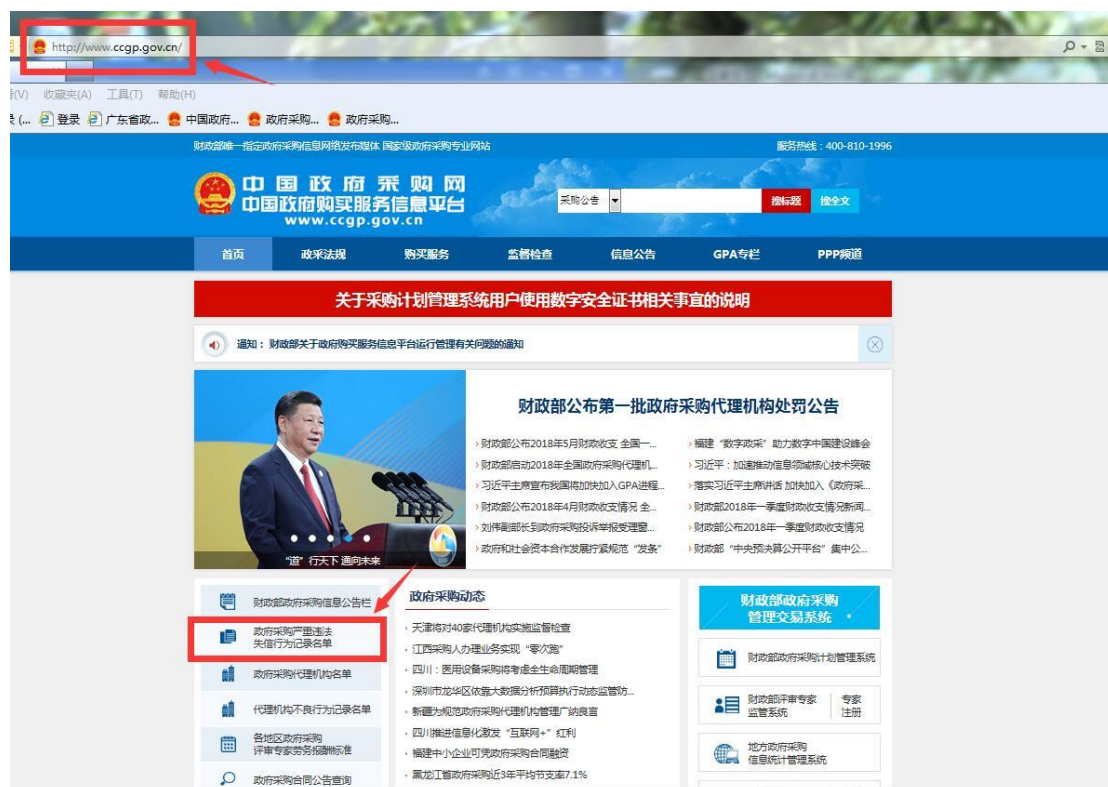 http://www.ccgp.gov.cn/
(V) 收藏夹(A) 工具(T) 帮助(H)
(... 登录 广东省政... 中国政府... 政府采购... 政府采购...
财政部唯一指定政府采购信息网络发布媒体 国家级政府采购专业网站
服务热线：400-810-1996
中国政府采购网
中国政府购买服务信息平台
www.ccgp.gov.cn
采购公告
搜标题 搜全文
首页 政采法规 购买服务 监督检查 信息公告 GPA专栏 PPP频道
关于采购计划管理系统用户使用数字安全证书相关事宜的说明
通知： 财政部关于政府购买服务信息平台运行管理有关问题的通知
“道”行天下 通向未来
财政部公布第一批政府采购代理机构处罚公告
财政部公布2018年5月财政收支 全国一...
财政部启动2018年全国政府采购代理机...
习近平主席宣布我国将加快加入GPA进程...
财政部公布2018年4月财政收支情况 全...
刘伟副部长到政府采购投诉举报受理窗...
政府和社会资本合作发展拧紧规范“发条”
福建“数字政采”助力数字中国建设峰会
习近平：加速推动信息领域核心技术突破
落实习近平主席讲话 加快加入《政府采...
财政部2018年一季度财政收支情况新闻...
财政部公布2018年一季度财政收支情况
财政部“中央预决算公开平台”集中公...
财政部政府采购信息公告栏
政府采购严重违法
失信行为记录名单
政府采购代理机构名单
代理机构不良行为记录名单
各地区政府采购
评审专家劳务报酬标准
政府采购合同公告查询
政府采购动态
天津将对40家代理机构实施监督检查
江西采购人办理业务实现“零次跑”
四川：医用设备采购将考虑全生命周期管理
深圳市龙华区依靠大数据分析预算执行动态监管防...
新疆为规范政府采购代理机构管理广纳良言
四川推进信息化激发“互联网+”红利
福建中小企业可凭政府采购合同融资
黑龙江省政府采购近3年平均节支率7.1%
财政部政府采购
管理交易系统
财政部政府采购计划管理系统
财政部评审专家
监管系统
专家
注册
地方政府采购
信息统计管理系统